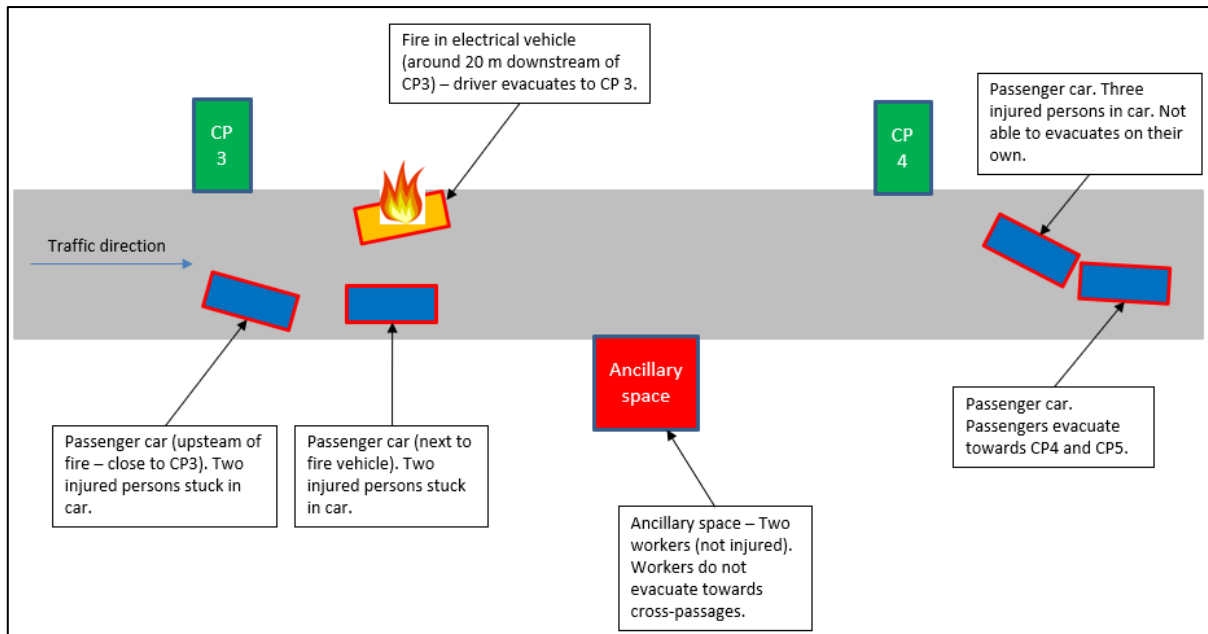 Fire in electrical vehicle
(around 20 m downstream of
CP3) – driver evacuates to CP 3.
Passenger car. Three
injured persons in car. Not
able to evacuates on their
own.
CP
3
CP
4
Traffic direction
Ancillary
space
Passenger car (upsteam of
fire – close to CP3). Two
injured persons stuck in
car.
Passenger car (next to
fire vehicle). Two
injured persons stuck
in car.
Passenger car.
Passengers evacuate
towards CP4 and CP5.
Ancillary space – Two
workers (not injured).
Workers do not
evacuate towards
cross-passages.